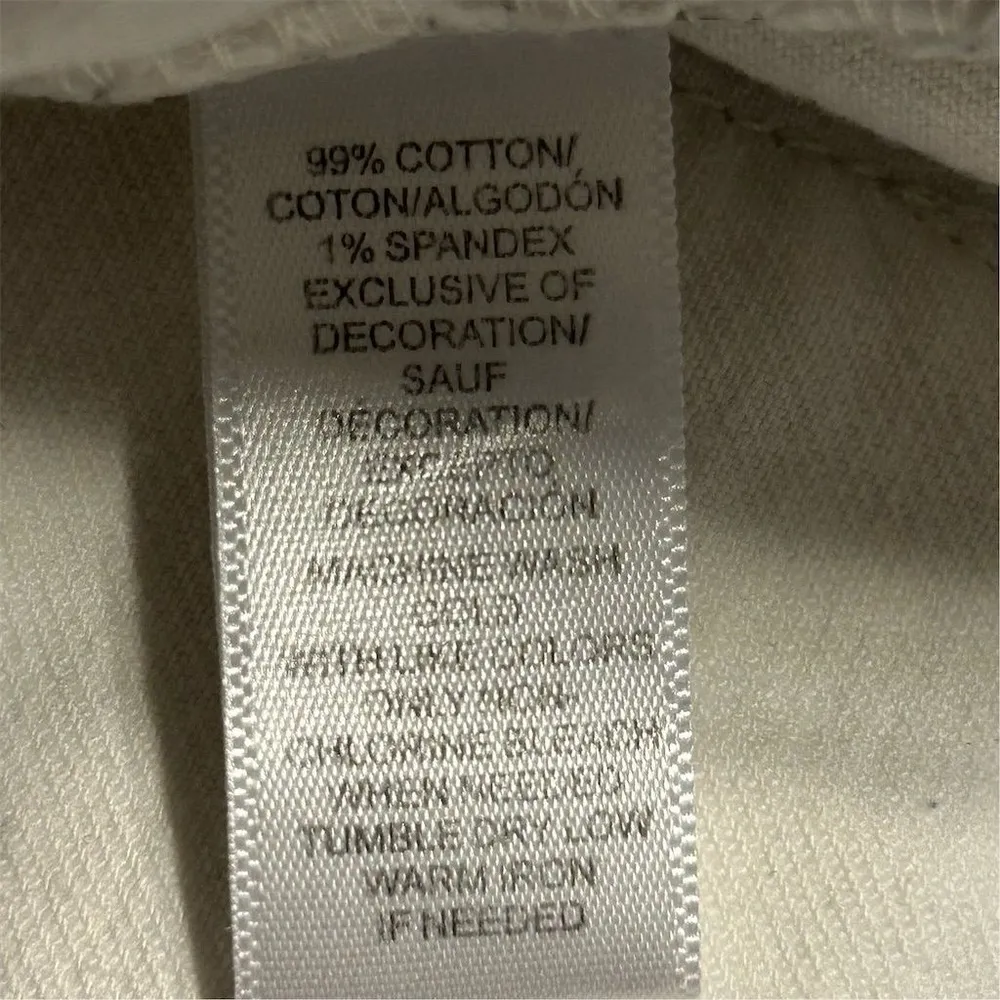 99% COTTON/
COTON/ALGODÓN
1% SPANDEX
EXCLUSIVE OF
DECORATION/
SAUF
DÉCORATION/
EXCEPTO
DECORACIÓN
MACHINE WASH
COLD
WITH LIKE COLORS
ONLY NON-
CHLORINE BLEACH
WHEN NEEDED
TUMBLE DRY LOW
WARM IRON
IF NEEDED